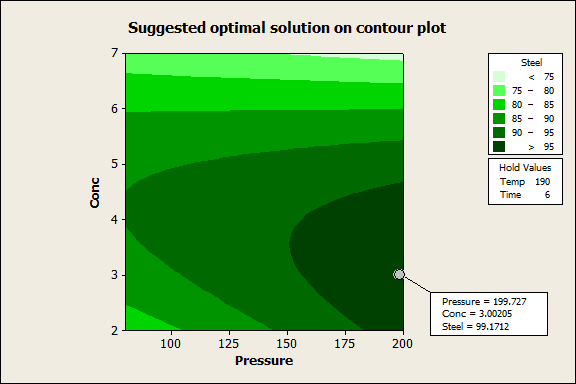 Suggested optimal solution on contour plot
7
6
5
4
3
2
Conc
100
125
150
175
200
Pressure
Steel
< 75
75 – 80
80 – 85
85 – 90
90 – 95
> 95
Hold Values
Temp 190
Time 6
Pressure = 199.727
Conc = 3.00205
Steel = 99.1712